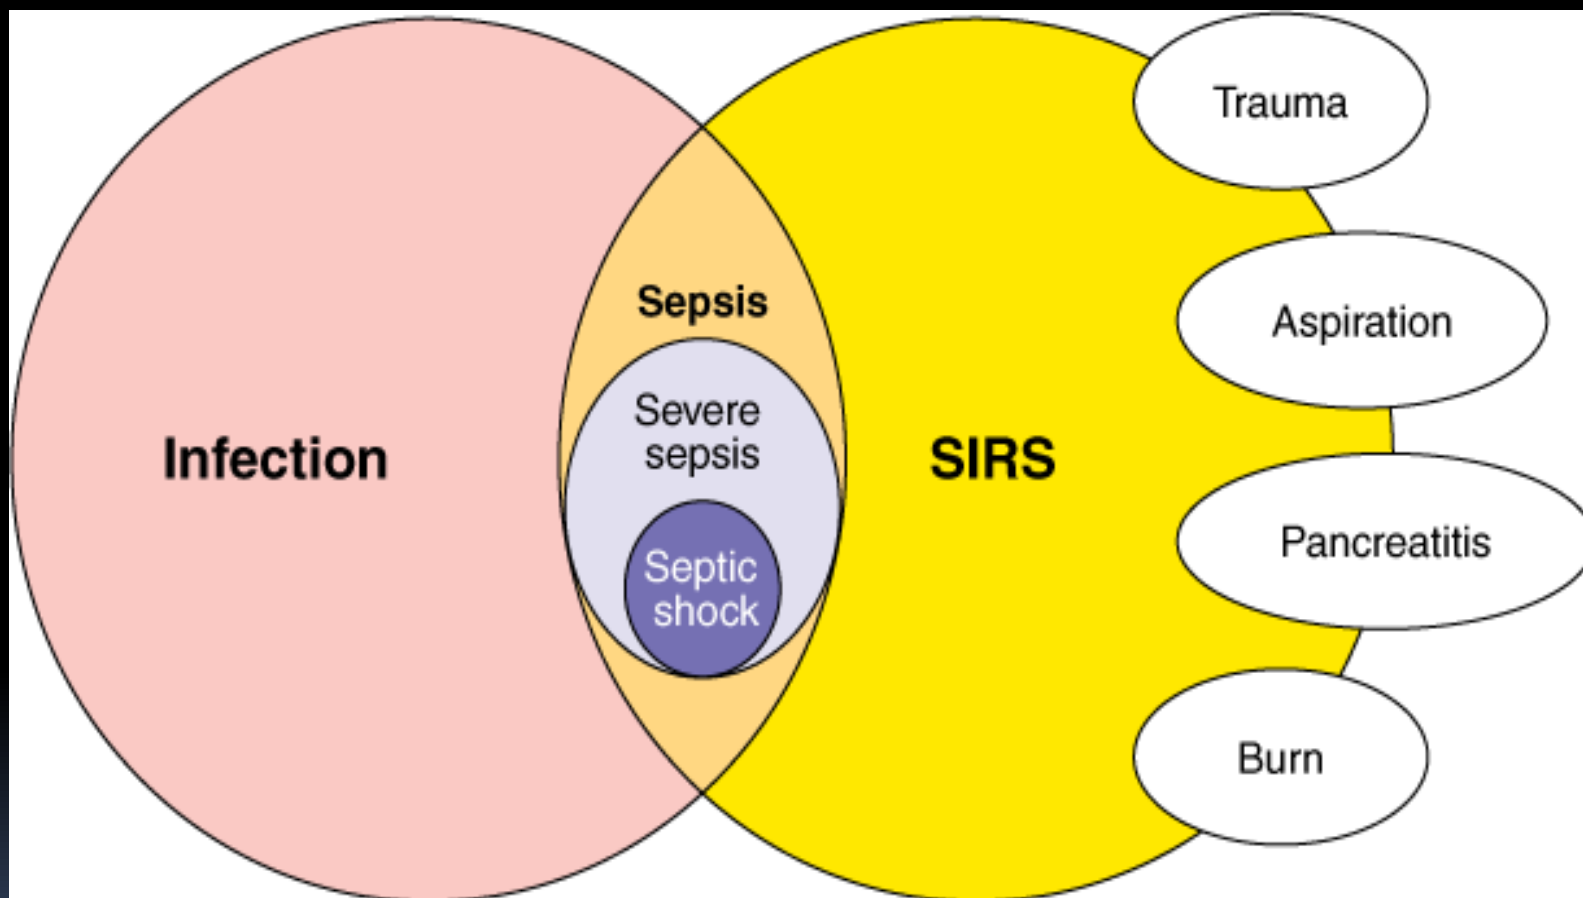 Trauma
Aspiration
Sepsis
Severe
sepsis
Infection
SIRS
Pancreatitis
Septic
shock
Burn